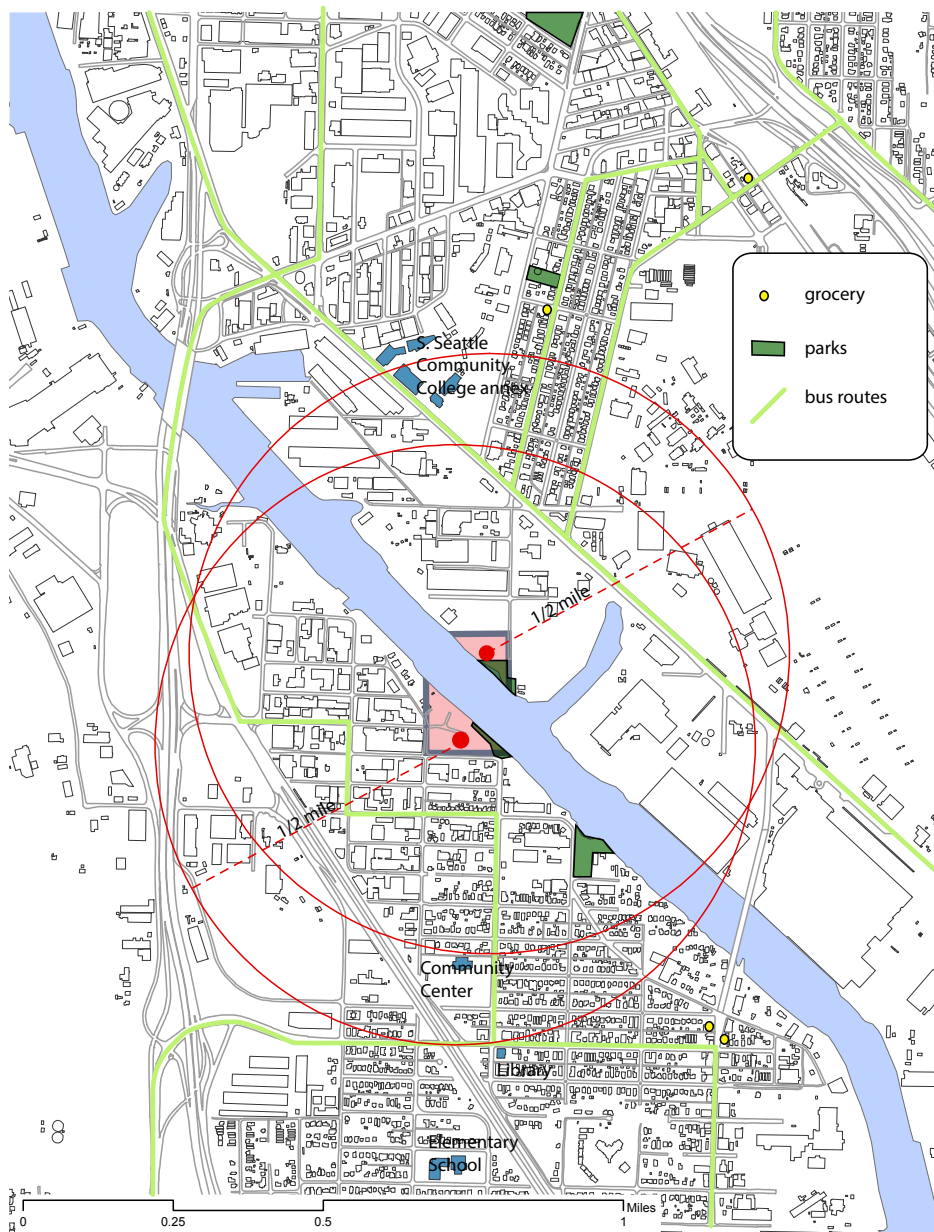 grocery
parks
bus routes
S. Seattle
Community
College annex
1/2 mile
1/2 mile
Community
Center
Library
Elementary
School
Miles
0
0.25
0.5
1